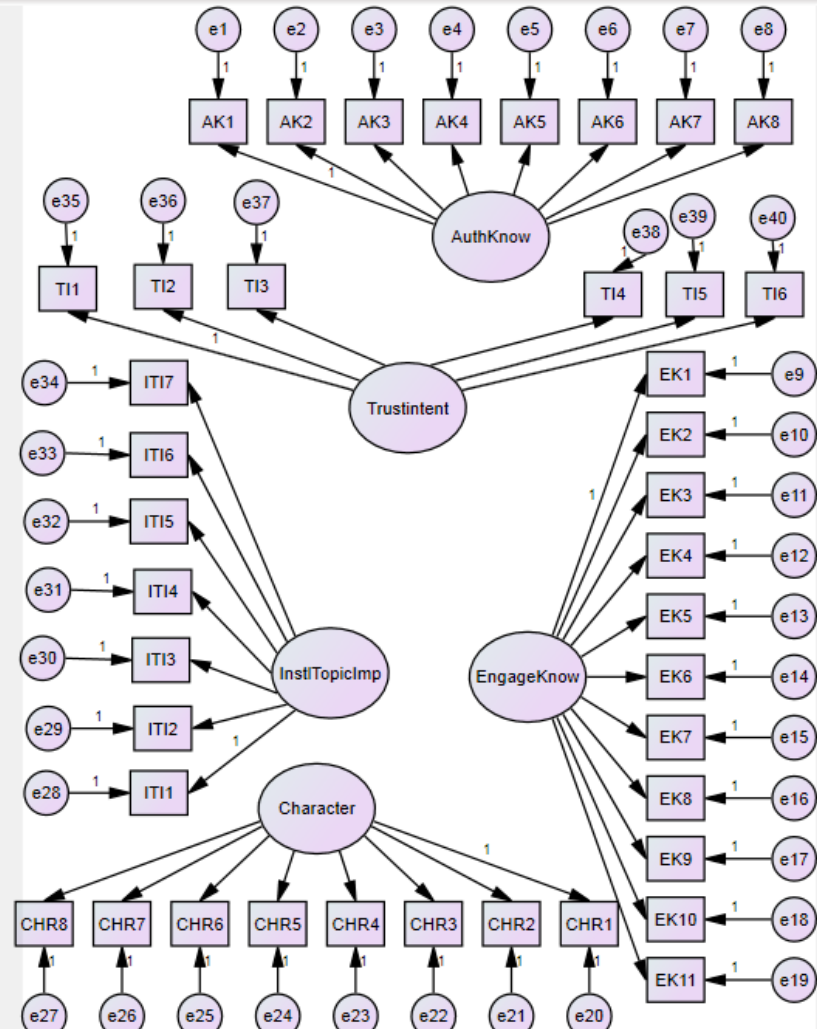 e1 e2 e3 e4 e5 e6 e7 e8
1 1 1 1 1 1 1 1
AK1 AK2 AK3 AK4 AK5 AK6 AK7 AK8
1
AuthKnow
e35 e36 e37 e38 e39 e40
1 1 1 1 1 1
TI1 TI2 TI3 TI4 TI5 TI6
1
Trustintent
e34 1 ITI7
e33 1 ITI6
e32 1 ITI5
e31 1 ITI4
e30 1 ITI3
e29 1 ITI2
e28 1 ITI1
1
InstlTopicImp
EK1 1 e9
EK2 1 e10
1
EK3 1 e11
EK4 1 e12
EK5 1 e13
EngageKnow
EK6 1 e14
EK7 1 e15
EK8 1 e16
EK9 1 e17
EK10 1 e18
EK11 1 e19
Character
1
CHR8 CHR7 CHR6 CHR5 CHR4 CHR3 CHR2 CHR1
1 1 1 1 1 1 1 1
e27 e26 e25 e24 e23 e22 e21 e20